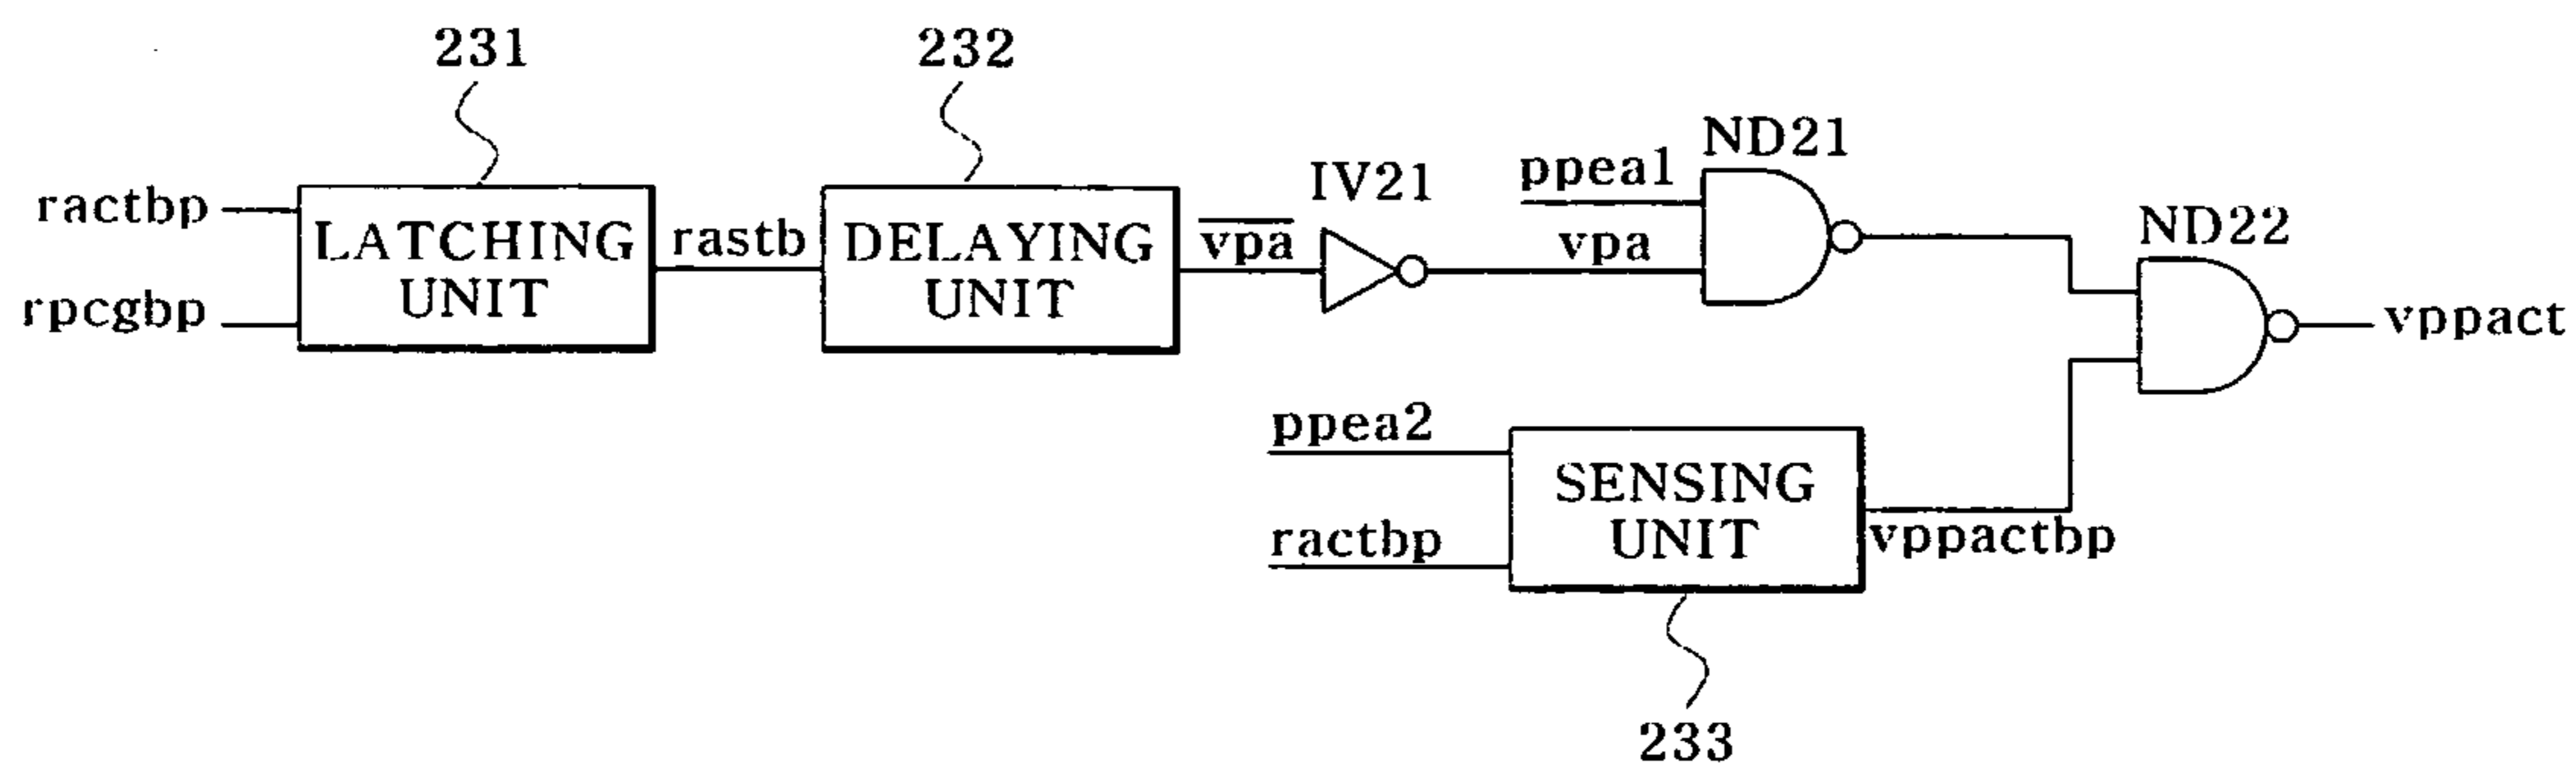 231
232
ractbp
rpcgbp
LATCHING
UNIT
rastb
DELAYING
UNIT
v̅p̅a̅
IV21
ppea1
vpa
ND21
ND22
vppact
ppea2
ractbp
SENSING
UNIT
vppactbp
233